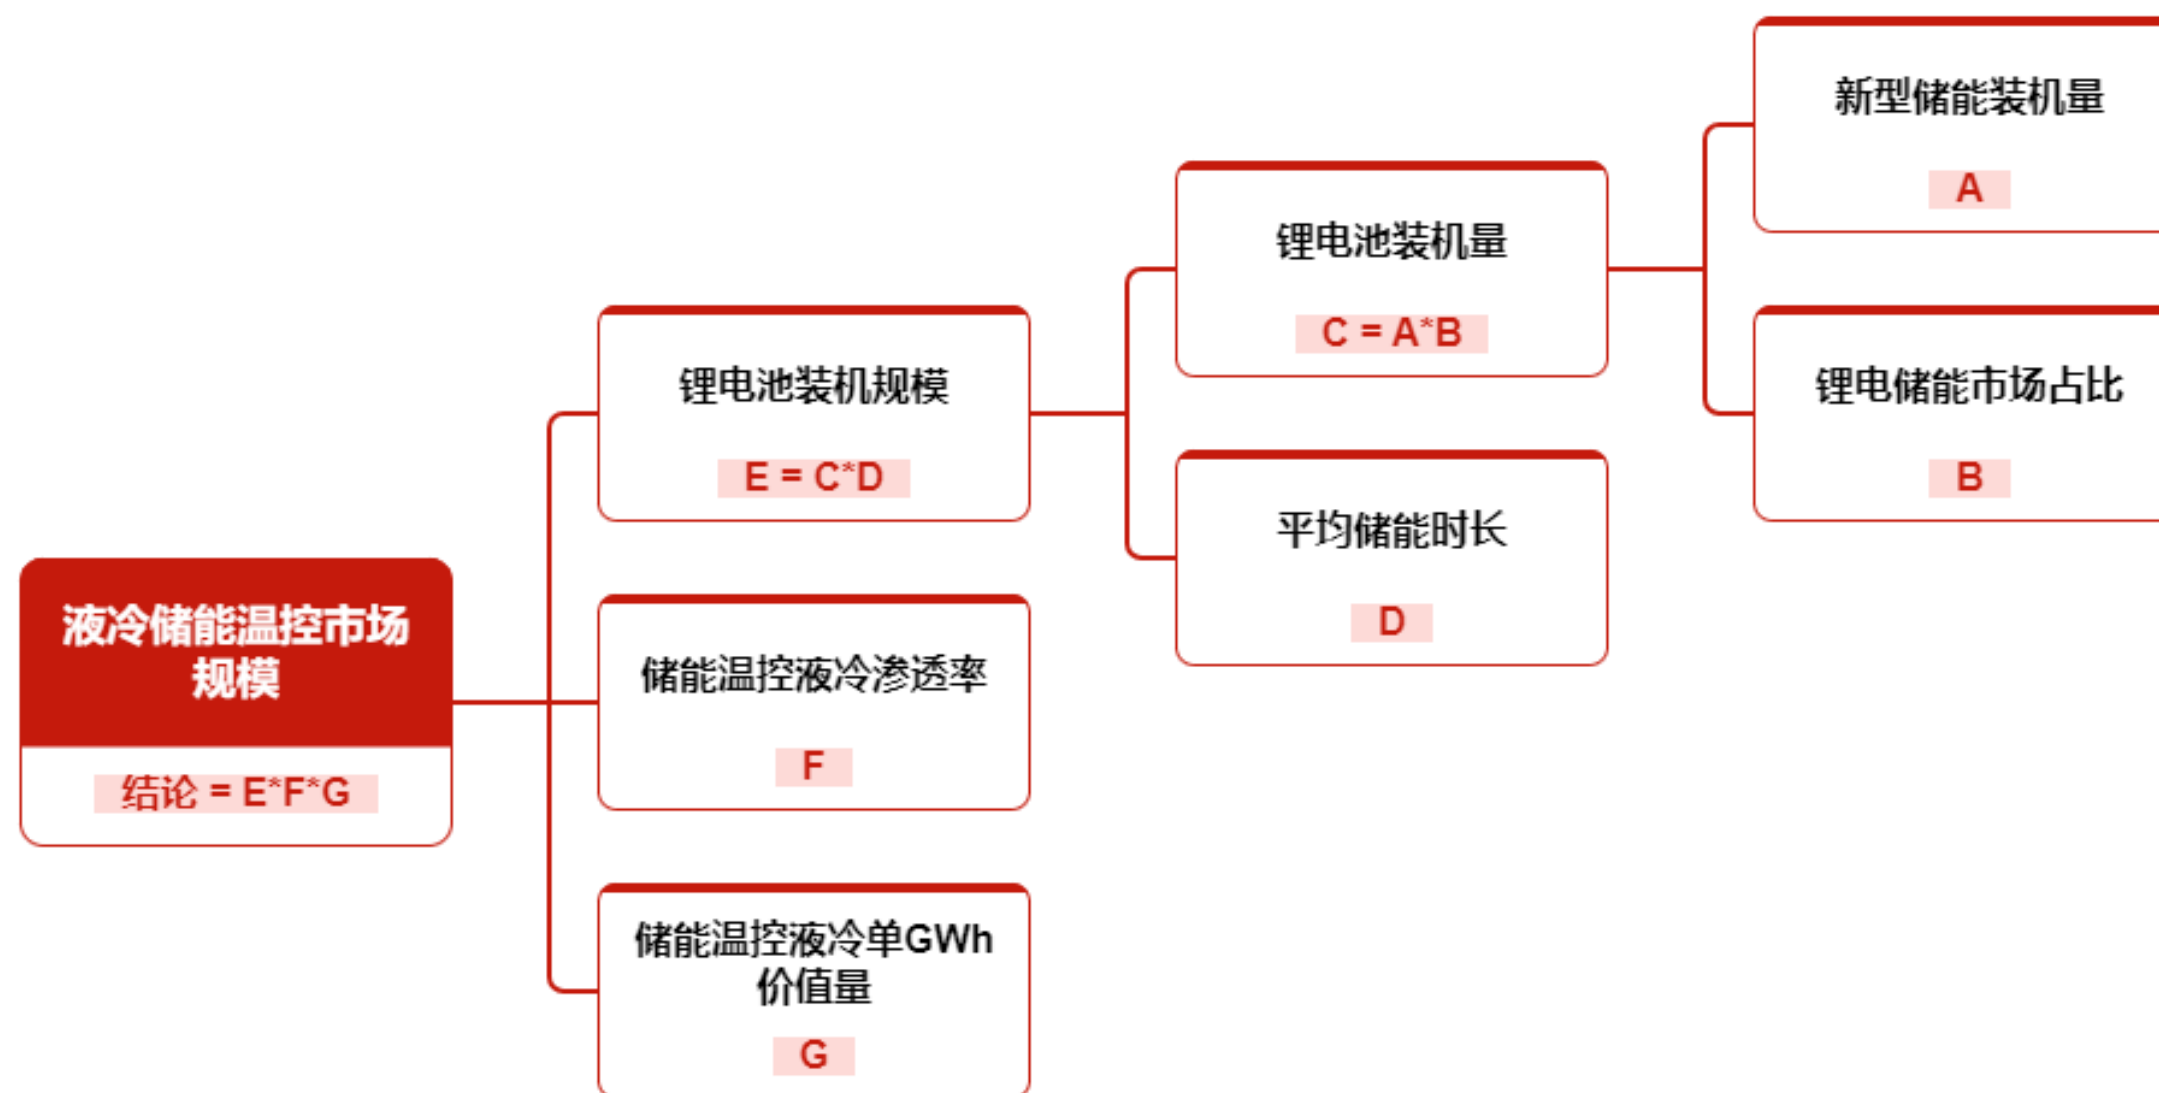 新型储能装机量
A
锂电池装机量
C = A*B
锂电池装机规模
E = C*D
锂电储能市场占比
B
平均储能时长
D
液冷储能温控市场
规模
结论 = E*F*G
储能温控液冷渗透率
F
储能温控液冷单GWh
价值量
G